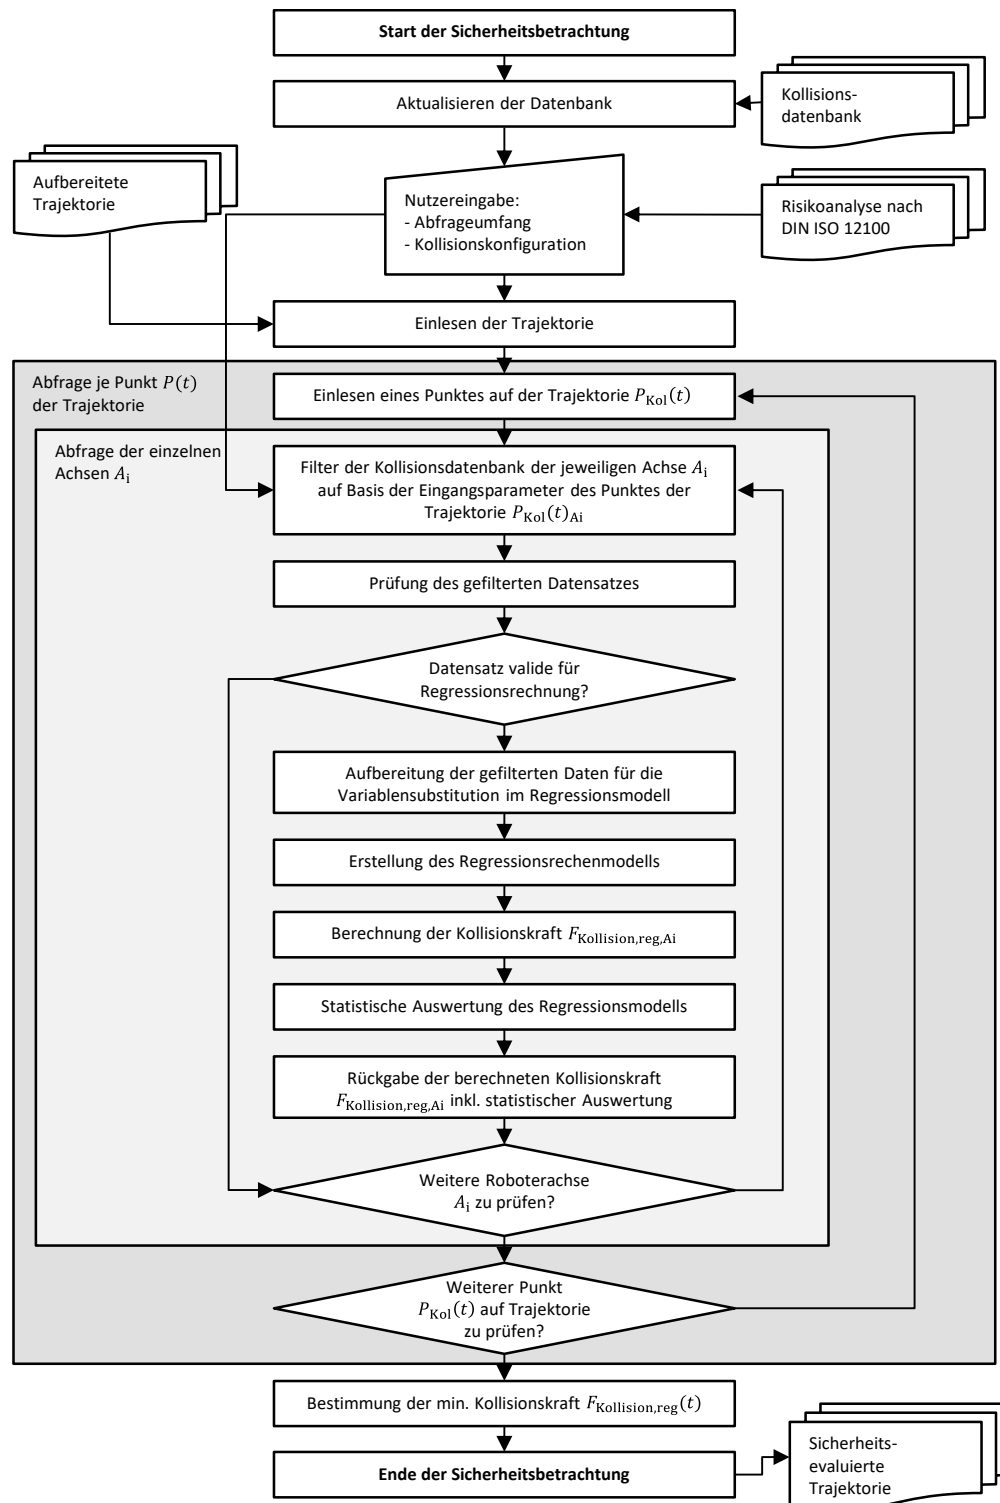 Start der Sicherheitsbetrachtung
Aktualisieren der Datenbank
Kollisions-
datenbank
Aufbereitete
Trajektorie
Nutzereingabe:
- Abfrageumfang
- Kollisionskonfiguration
Risikoanalyse nach
DIN ISO 12100
Einlesen der Trajektorie
Abfrage je Punkt P(t)
der Trajektorie
Einlesen eines Punktes auf der Trajektorie P_Kol(t)
Abfrage der einzelnen
Achsen A_i
Filter der Kollisionsdatenbank der jeweiligen Achse A_i
auf Basis der Eingangsparameter des Punktes der
Trajektorie P_Kol(t)_Ai
Prüfung des gefilterten Datensatzes
Datensatz valide für
Regressionsrechnung?
Aufbereitung der gefilterten Daten für die
Variablensubstitution im Regressionsmodell
Erstellung des Regressionsrechenmodells
Berechnung der Kollisionskraft F_Kollision,reg,Ai
Statistische Auswertung des Regressionsmodells
Rückgabe der berechneten Kollisionskraft
F_Kollision,reg,Ai inkl. statistischer Auswertung
Weitere Roboterachse
A_i zu prüfen?
Weiterer Punkt
P_Kol(t) auf Trajektorie
zu prüfen?
Bestimmung der min. Kollisionskraft F_Kollision,reg(t)
Ende der Sicherheitsbetrachtung
Sicherheits-
evaluierte
Trajektorie